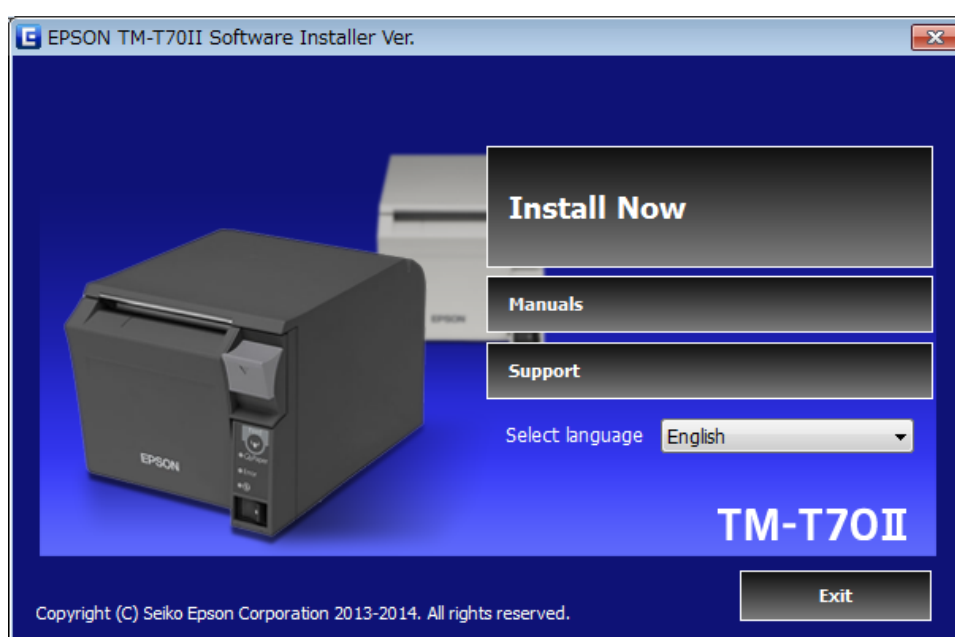 EPSON TM-T70II Software Installer Ver.
Install Now
Manuals
EPSON
Support
Select language English
EPSON
TM-T70II
Exit
Copyright (C) Seiko Epson Corporation 2013-2014. All rights reserved.